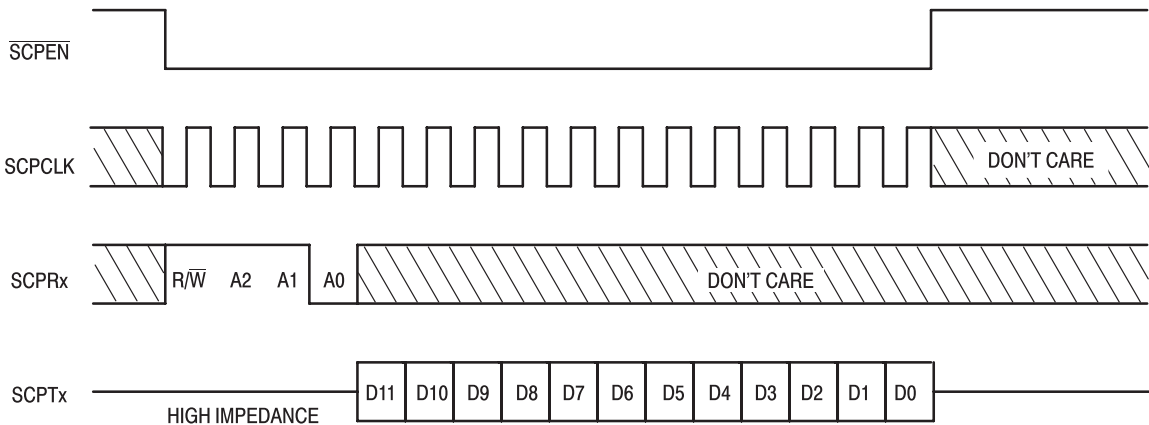 S̅C̅P̅E̅N̅
SCPCLK DON'T CARE
SCPRx R/W̅ A2 A1 A0 DON'T CARE
SCPTx D11 D10 D9 D8 D7 D6 D5 D4 D3 D2 D1 D0
HIGH IMPEDANCE